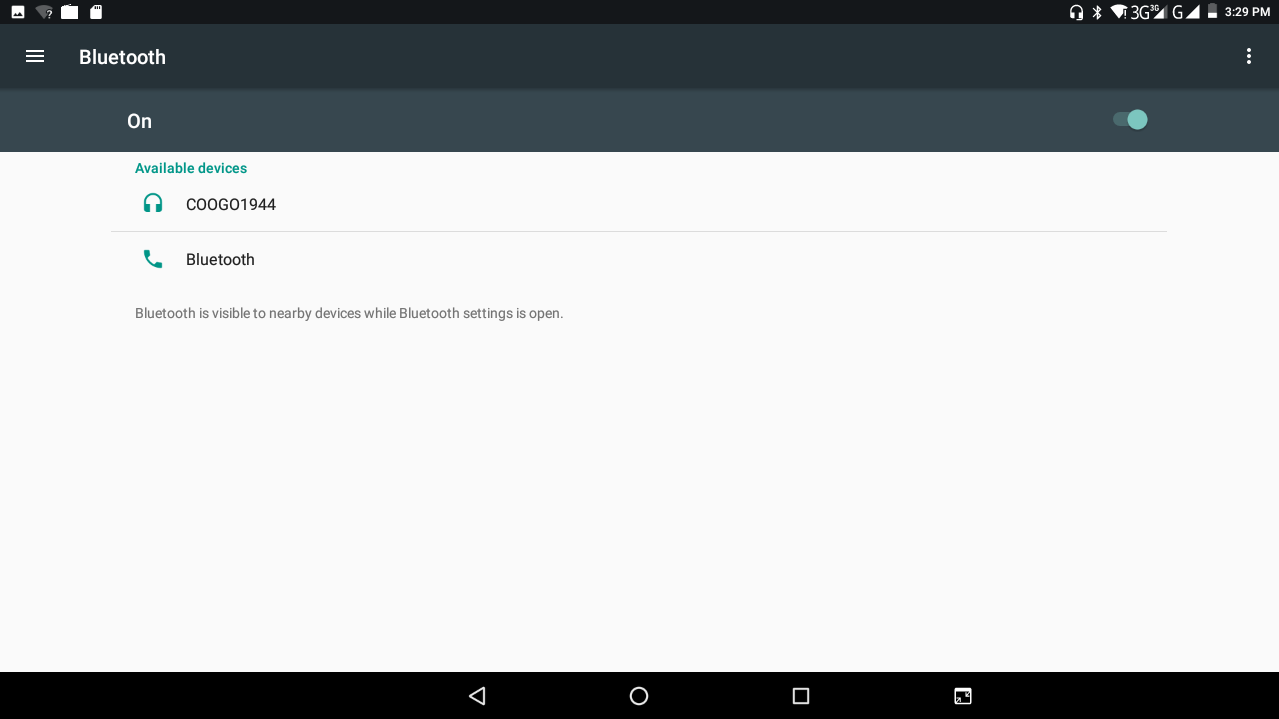 3G 3G G 3:29 PM
Bluetooth
On
Available devices
COOGO1944
Bluetooth
Bluetooth is visible to nearby devices while Bluetooth settings is open.